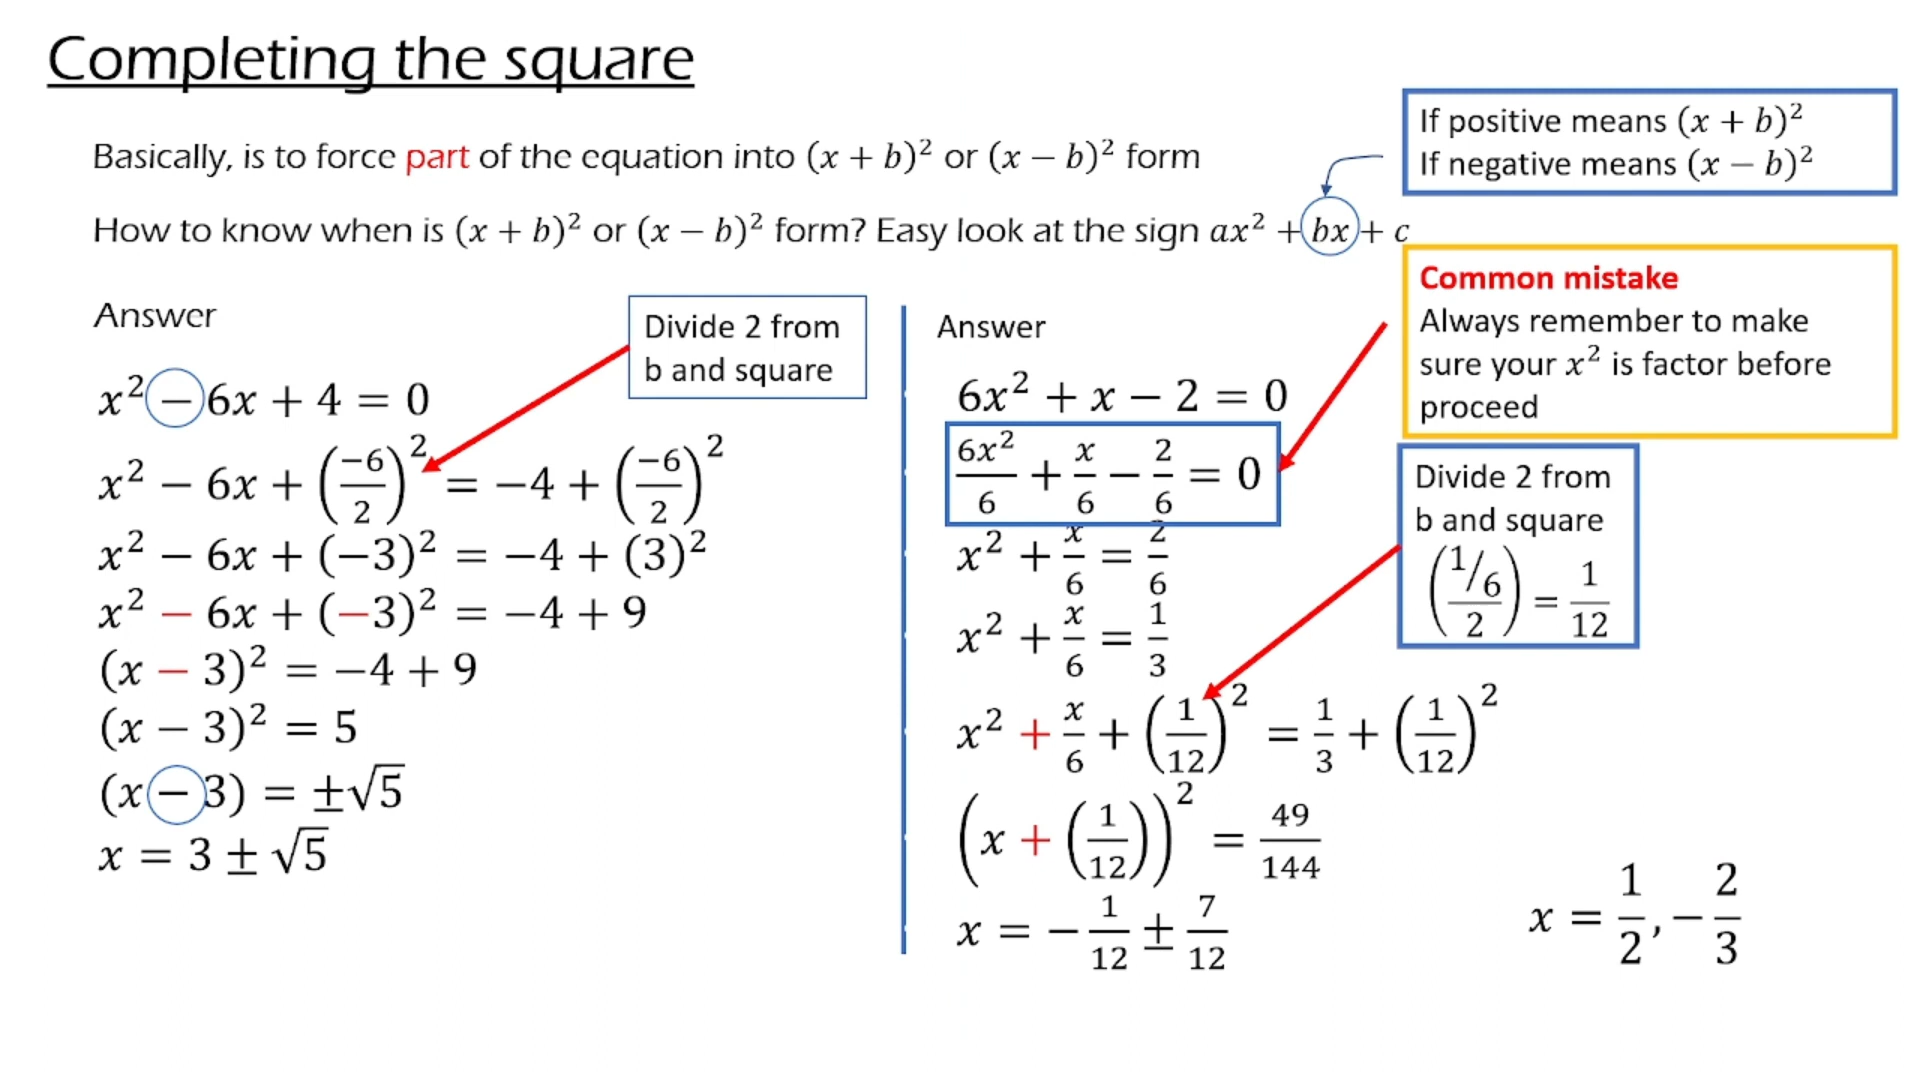 Completing the square
Basically, is to force part of the equation into (x + b)² or (x − b)² form
If positive means (x + b)²
If negative means (x − b)²
How to know when is (x + b)² or (x − b)² form? Easy look at the sign ax² + bx + c
Answer
Divide 2 from
b and square
x² − 6x + 4 = 0
x² − 6x + (−6/2)² = −4 + (−6/2)²
x² − 6x + (−3)² = −4 + (3)²
x² − 6x + (−3)² = −4 + 9
(x − 3)² = −4 + 9
(x − 3)² = 5
(x − 3) = ±√5
x = 3 ± √5
Answer
Common mistake
Always remember to make
sure your x² is factor before
proceed
6x² + x − 2 = 0
6x²/6 + x/6 − 2/6 = 0
x² + x/6 = 2/6
x² + x/6 = 1/3
Divide 2 from
b and square
((1/6)/2) = 1/12
x² + x/6 + (1/12)² = 1/3 + (1/12)²
(x + (1/12))² = 49/144
x = −1/12 ± 7/12
x = 1/2, −2/3